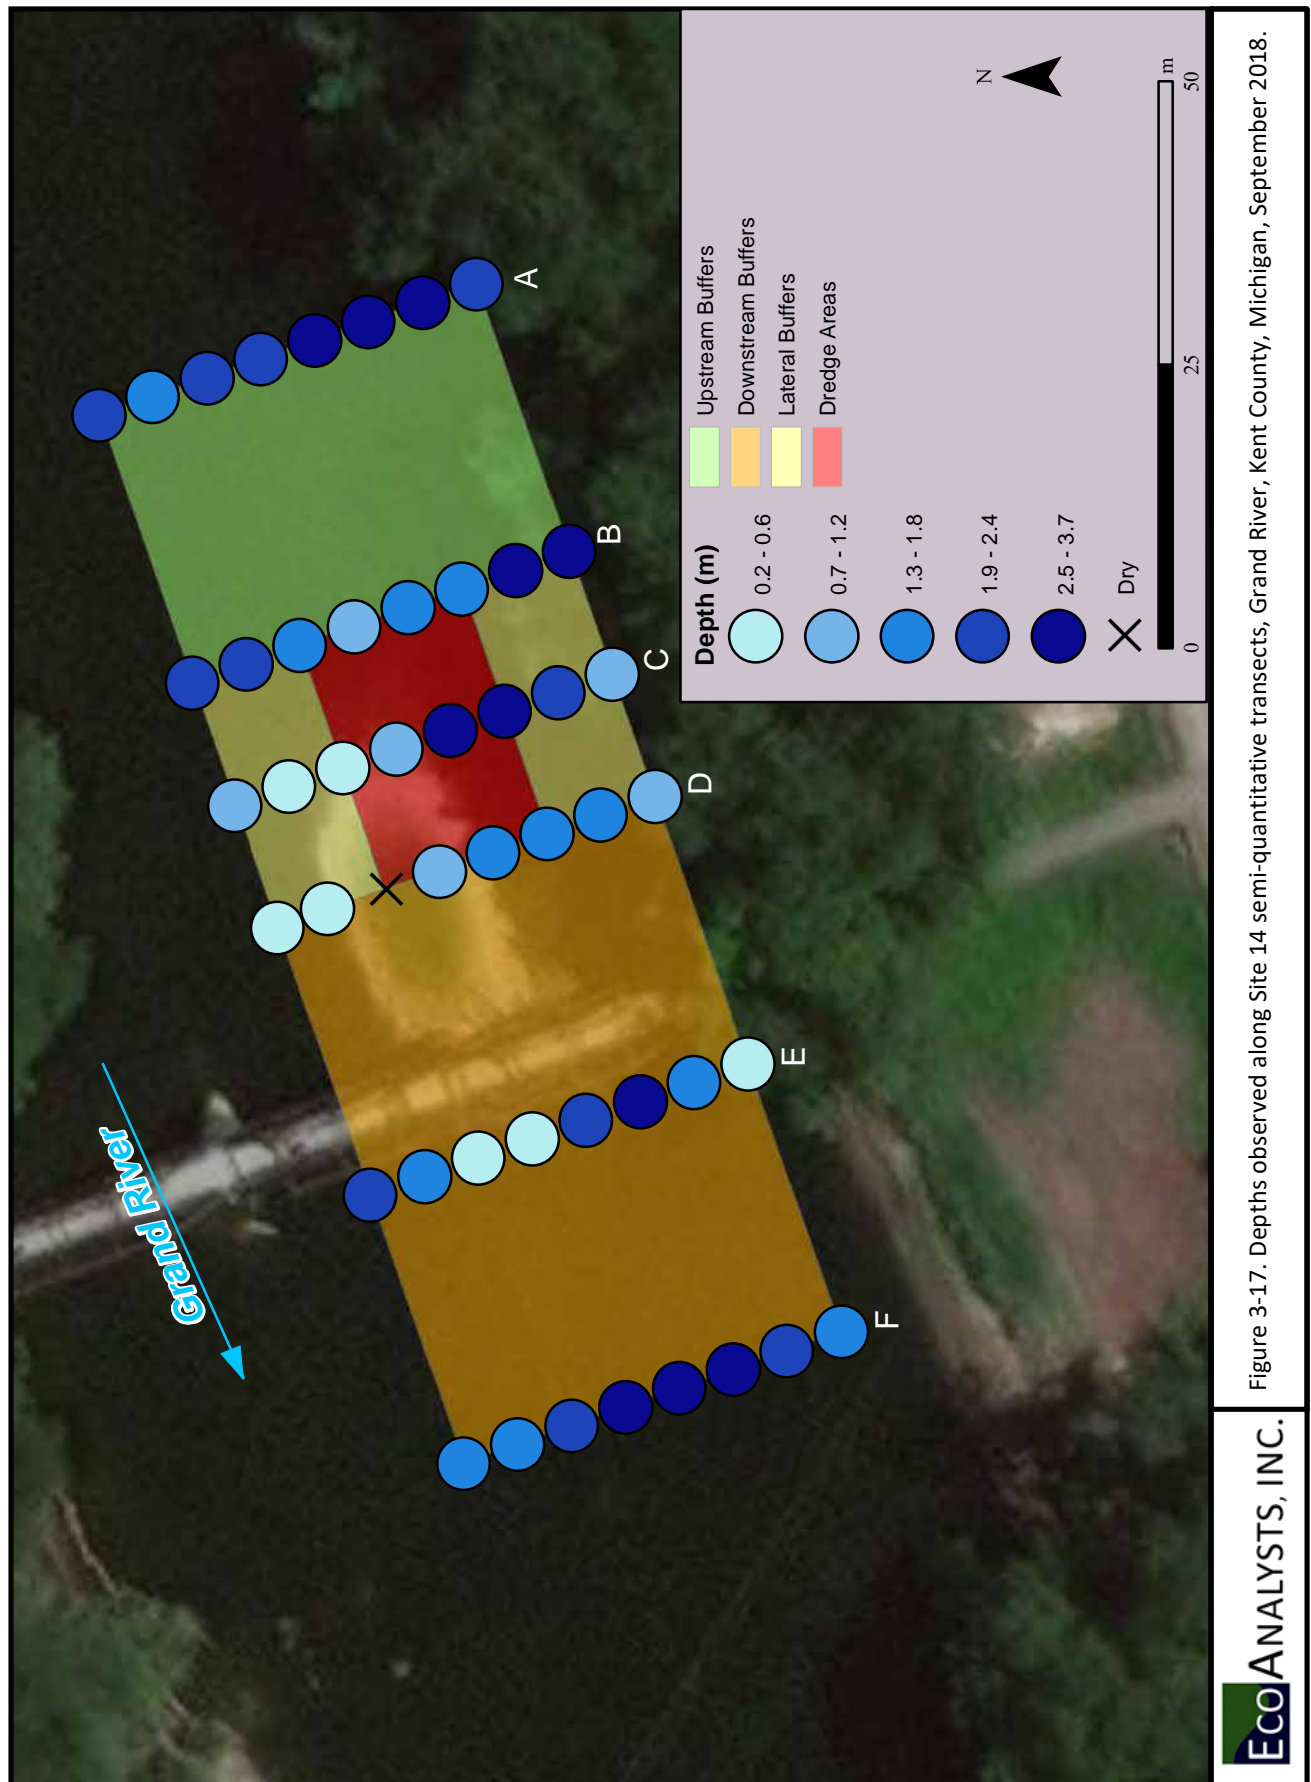 Grand River
A
B
C
D
E
F
Depth (m)
0.2 - 0.6
0.7 - 1.2
1.3 - 1.8
1.9 - 2.4
2.5 - 3.7
Dry
Upstream Buffers
Downstream Buffers
Lateral Buffers
Dredge Areas
N
0 25 50 m
ECOANALYSTS, INC.
Figure 3-17. Depths observed along Site 14 semi-quantitative transects, Grand River, Kent County, Michigan, September 2018.